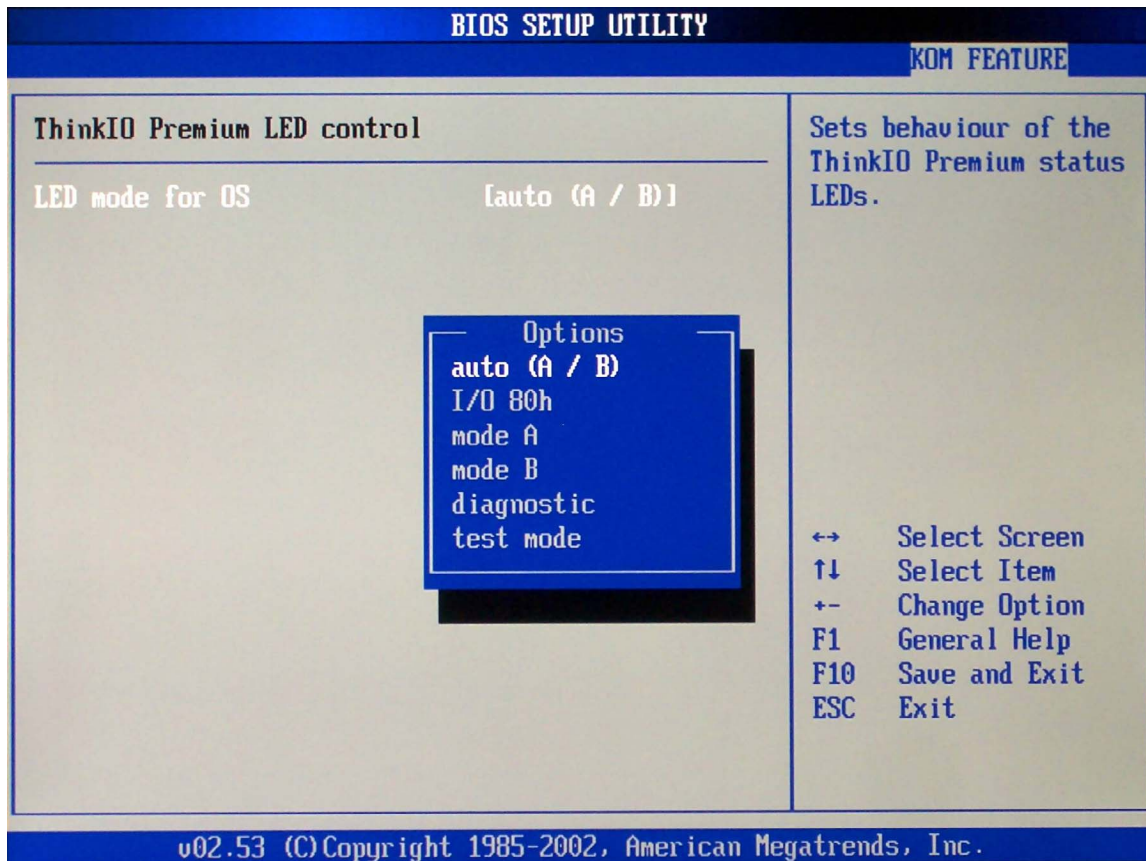 BIOS SETUP UTILITY
KOM FEATURE
ThinkIO Premium LED control
LED mode for OS [auto (A / B)]
Options
auto (A / B)
I/O 80h
mode A
mode B
diagnostic
test mode
Sets behaviour of the
ThinkIO Premium status
LEDs.
↔ Select Screen
↑↓ Select Item
+- Change Option
F1 General Help
F10 Save and Exit
ESC Exit
v02.53 (C)Copyright 1985-2002, American Megatrends, Inc.